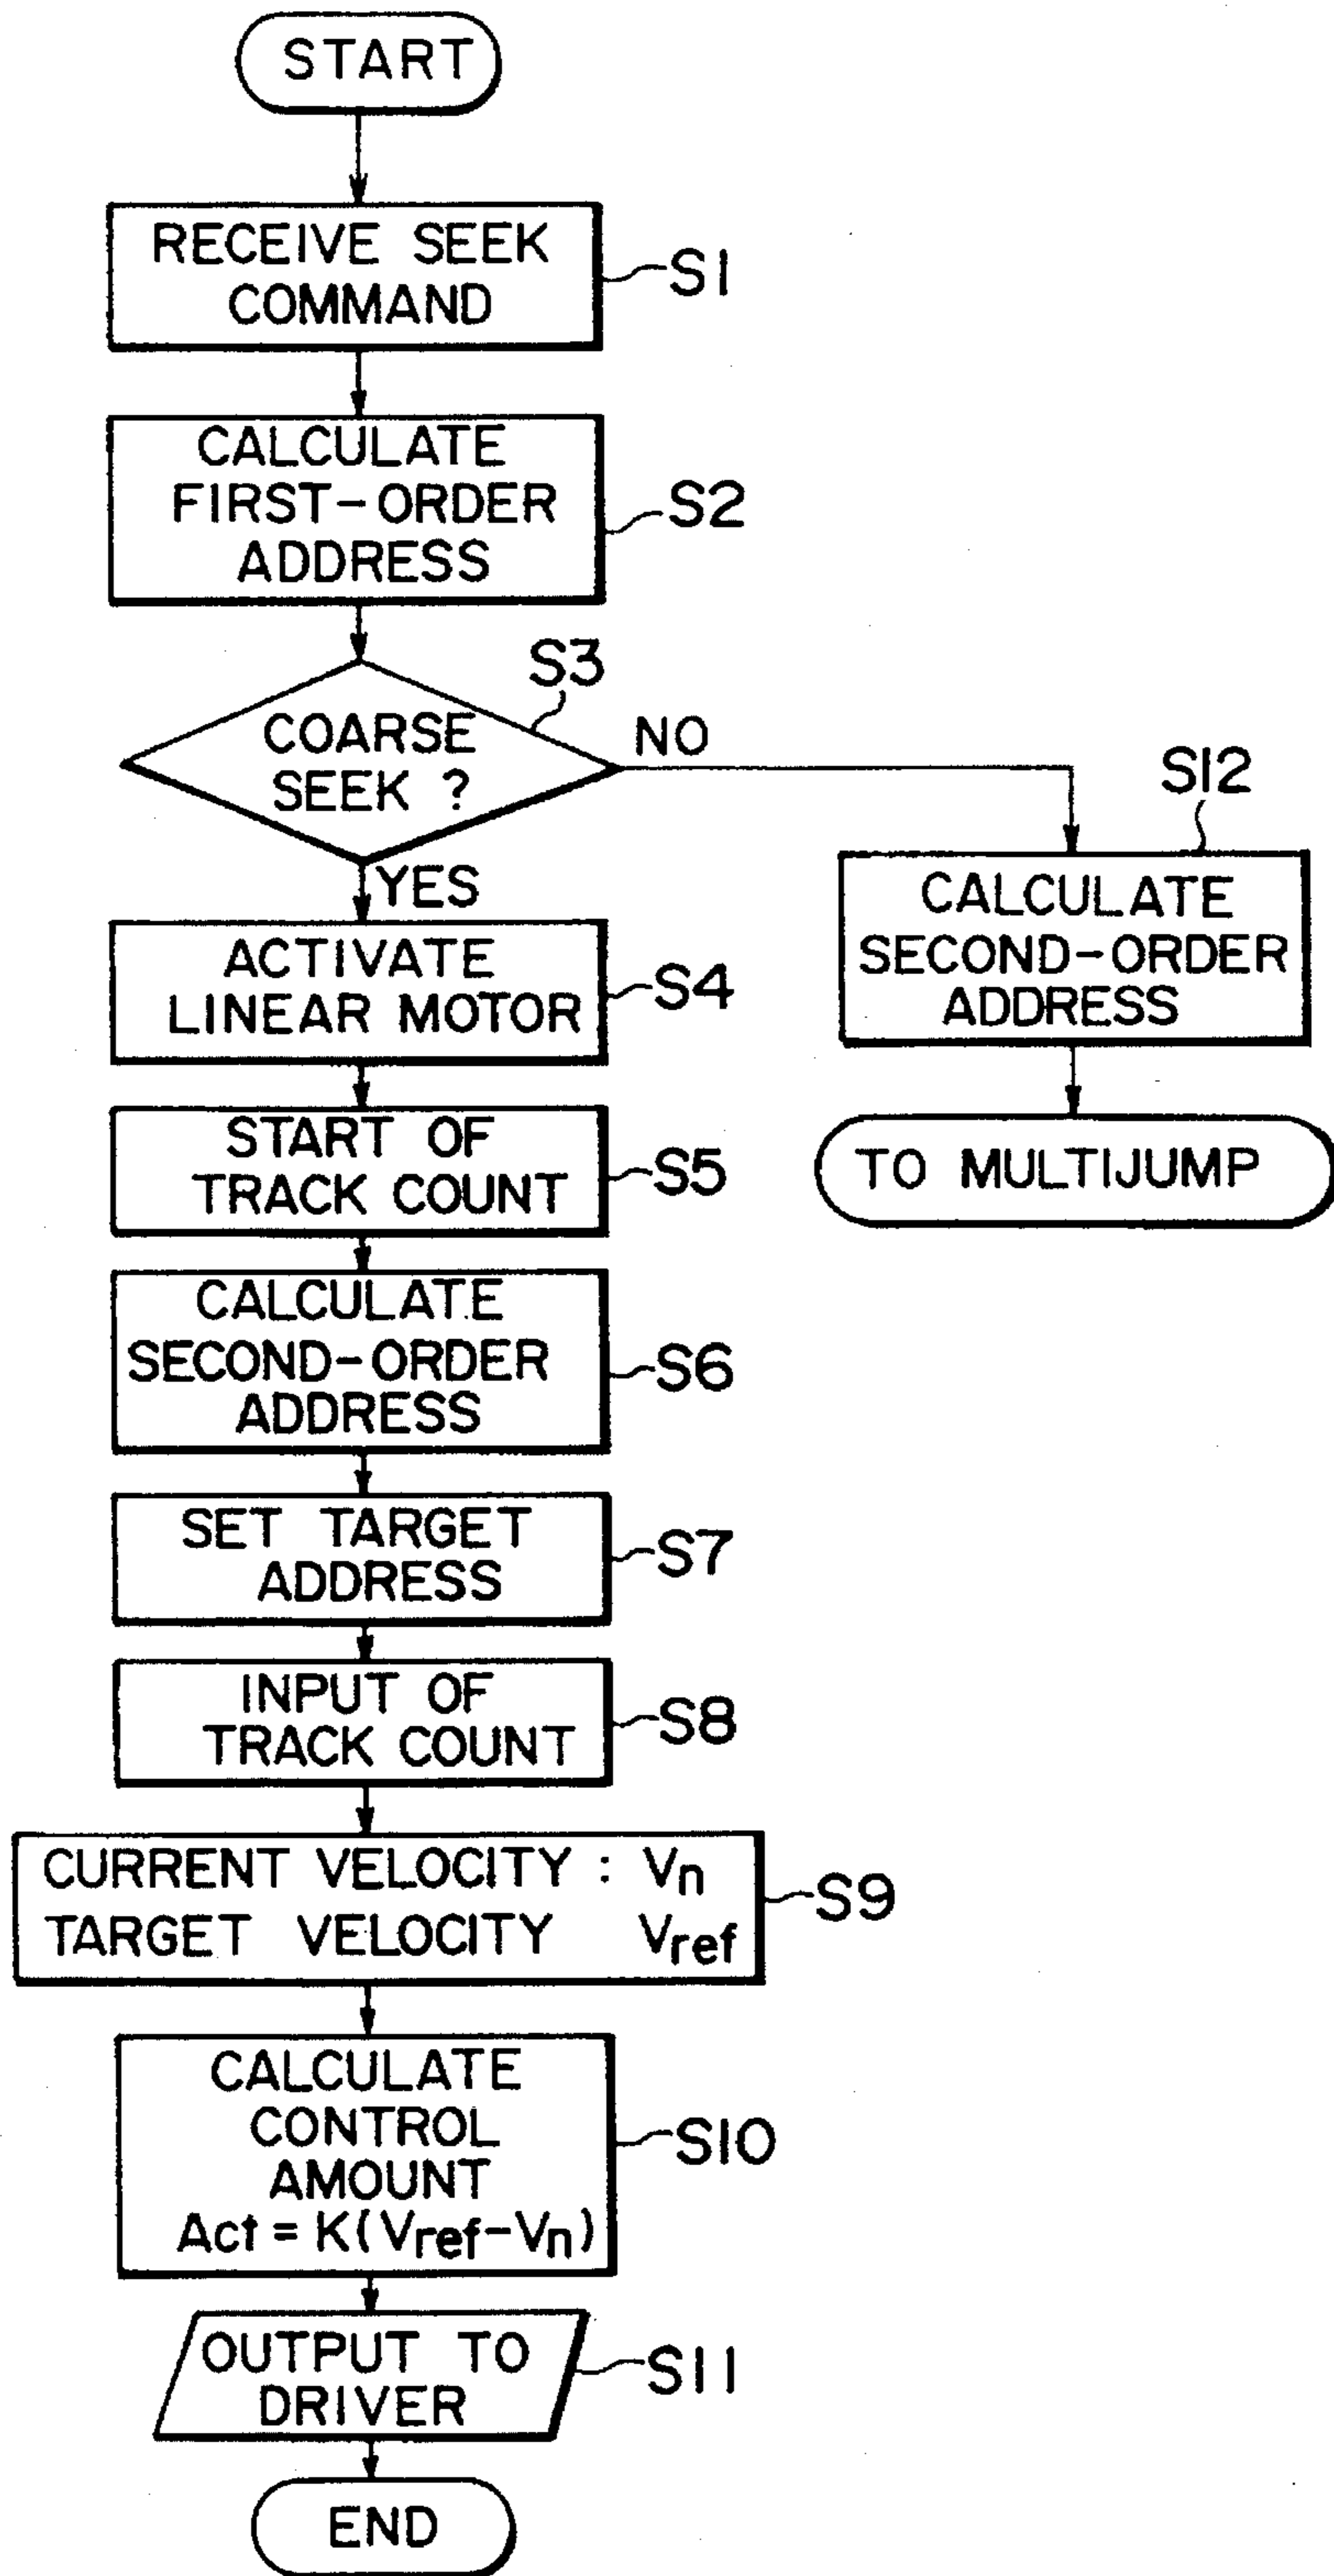 START
RECEIVE SEEK
COMMAND
S1
CALCULATE
FIRST-ORDER
ADDRESS
S2
S3
COARSE
SEEK ?
NO
YES
S12
CALCULATE
SECOND-ORDER
ADDRESS
TO MULTIJUMP
ACTIVATE
LINEAR MOTOR
S4
START OF
TRACK COUNT
S5
CALCULATE
SECOND-ORDER
ADDRESS
S6
SET TARGET
ADDRESS
S7
INPUT OF
TRACK COUNT
S8
CURRENT VELOCITY : Vn
TARGET VELOCITY Vref
S9
CALCULATE
CONTROL
AMOUNT
Act = K(Vref-Vn)
S10
OUTPUT TO
DRIVER
S11
END